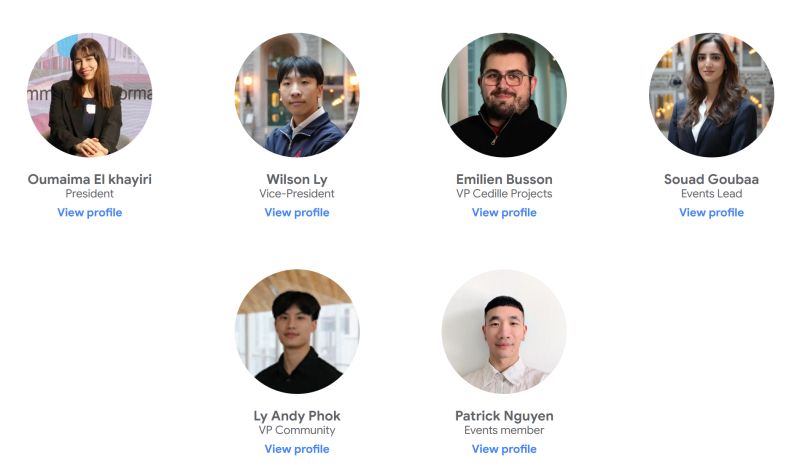 mm
orma
Oumaima El khayiri
President
View profile
Wilson Ly
Vice-President
View profile
Emilien Busson
VP Cedille Projects
View profile
Souad Goubaa
Events Lead
View profile
Ly Andy Phok
VP Community
View profile
Patrick Nguyen
Events member
View profile